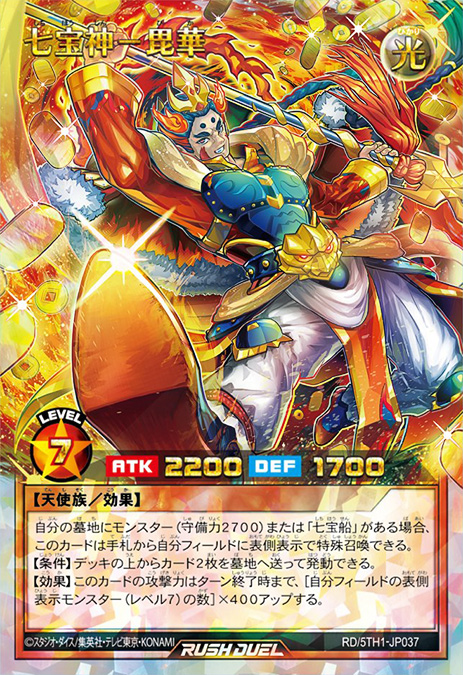 七宝神－毘華
光
LEVEL
7
ATK 2200 DEF 1700
【天使族／効果】
自分の墓地にモンスター（守備力2700）または「七宝船」がある場合、
このカードは手札から自分フィールドに表側表示で特殊召喚できる。
【条件】デッキの上からカード2枚を墓地へ送って発動できる。
【効果】このカードの攻撃力はターン終了時まで、［自分フィールドの表側
表示モンスター（レベル7）の数］×400アップする。
©スタジオ・ダイス／集英社・テレビ東京・KONAMI
RUSH DUEL
RD/5TH1-JP037